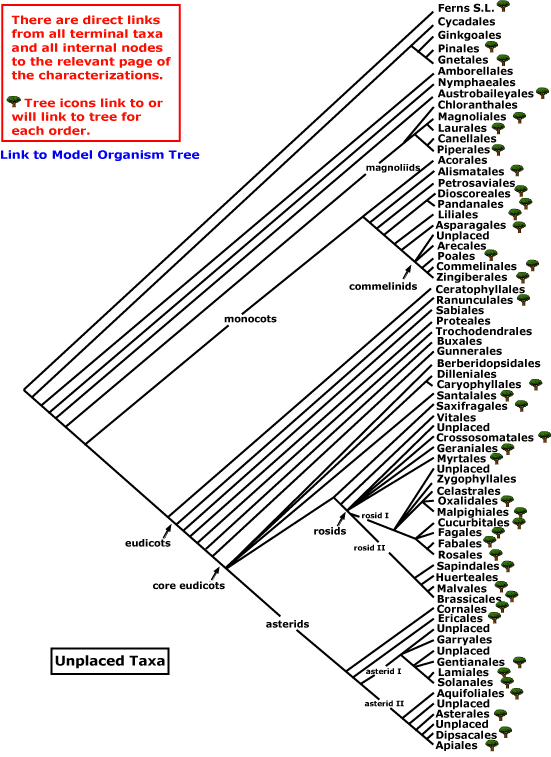 There are direct links
from all terminal taxa
and all internal nodes
to the relevant page of
the characterizations.
Tree icons link to or
will link to tree for
each order.
Link to Model Organism Tree
Ferns S.L.
Cycadales
Ginkgoales
Pinales
Gnetales
Amborellales
Nymphaeales
Austrobaileyales
Chloranthales
Magnoliales
Laurales
Canellales
Piperales
magnoliids
Acorales
Alismatales
Petrosaviales
Dioscoreales
Pandanales
Liliales
Asparagales
Unplaced
Arecales
Poales
Commelinales
Zingiberales
commelinids
monocots
Ceratophyllales
Ranunculales
Sabiales
Proteales
Trochodendrales
Buxales
Gunnerales
Berberidopsidales
Dilleniales
Caryophyllales
Santalales
Saxifragales
Vitales
Unplaced
Crossosomatales
Geraniales
Myrtales
Unplaced
Zygophyllales
Celastrales
Oxalidales
Malpighiales
Cucurbitales
Fagales
Fabales
Rosales
Sapindales
Huerteales
Malvales
Brassicales
rosid I
rosids
rosid II
eudicots
core eudicots
asterids
Cornales
Ericales
Unplaced
Garryales
Unplaced
Gentianales
Lamiales
Solanales
asterid I
Aquifoliales
Unplaced
Asterales
Unplaced
Dipsacales
Apiales
asterid II
Unplaced Taxa